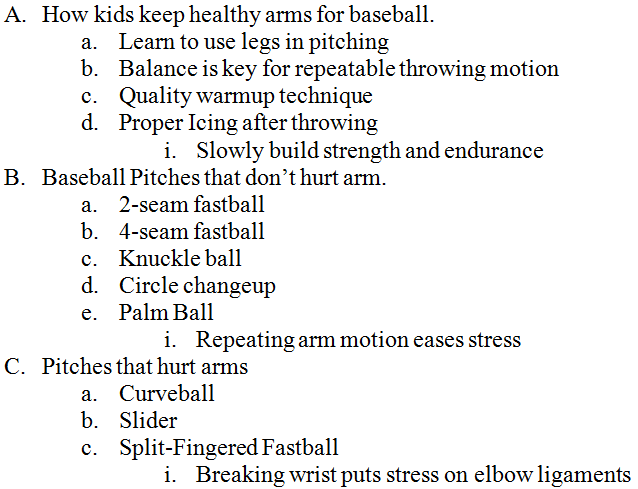 A. How kids keep healthy arms for baseball.
a. Learn to use legs in pitching
b. Balance is key for repeatable throwing motion
c. Quality warmup technique
d. Proper Icing after throwing
i. Slowly build strength and endurance
B. Baseball Pitches that don’t hurt arm.
a. 2-seam fastball
b. 4-seam fastball
c. Knuckle ball
d. Circle changeup
e. Palm Ball
i. Repeating arm motion eases stress
C. Pitches that hurt arms
a. Curveball
b. Slider
c. Split-Fingered Fastball
i. Breaking wrist puts stress on elbow ligaments